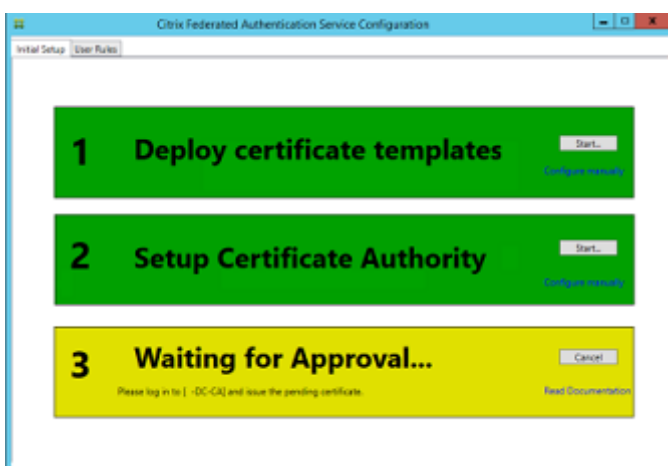 Citrix Federated Authentication Service Configuration
Initial Setup User Rules
1 Deploy certificate templates Start...
Configure manually
2 Setup Certificate Authority Start...
Configure manually
3 Waiting for Approval... Cancel
Please log in to [ -DC-CA] and issue the pending certificate. Read Documentation